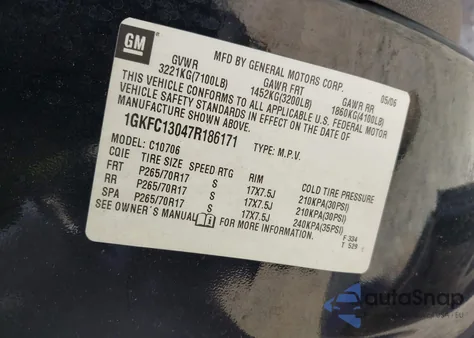 GM
MFD BY GENERAL MOTORS CORP. 05/06
GVWR GAWR FRT GAWR RR
3221KG(7100LB) 1452KG(3200LB) 1860KG(4100LB)
THIS VEHICLE CONFORMS TO ALL APPLICABLE U.S. FEDERAL MOTOR
VEHICLE SAFETY STANDARDS IN EFFECT ON THE DATE OF
MANUFACTURE SHOWN ABOVE.
1GKFC13047R186171 TYPE: M.P.V.
MODEL: C10706
CQIE TIRE SIZE SPEED RTG RIM COLD TIRE PRESSURE
FRT P265/70R17 S 17X7.5J 210KPA(30PSI)
RR P265/70R17 S 17X7.5J 210KPA(30PSI)
SPA P265/70R17 S 17X7.5J 240KPA(35PSI)
SEE OWNER'S MANUAL FOR MORE INFORMATION. F:334
T:529
autoSnap